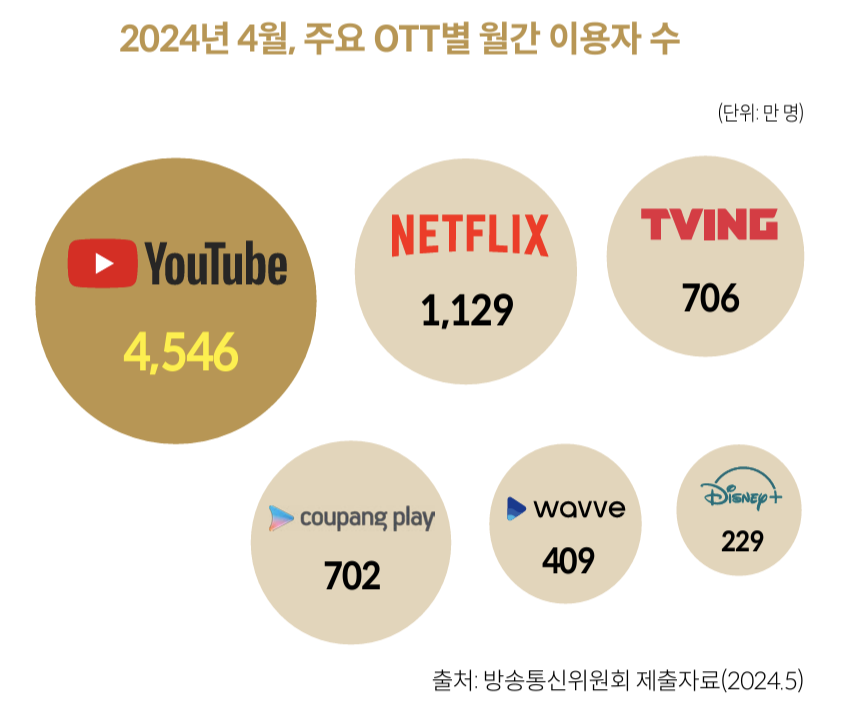 2024년 4월, 주요 OTT별 월간 이용자 수
(단위: 만 명)
YouTube
4,546
NETFLIX
1,129
TVING
706
coupang play
702
wavve
409
Disney+
229
출처: 방송통신위원회 제출자료(2024.5)